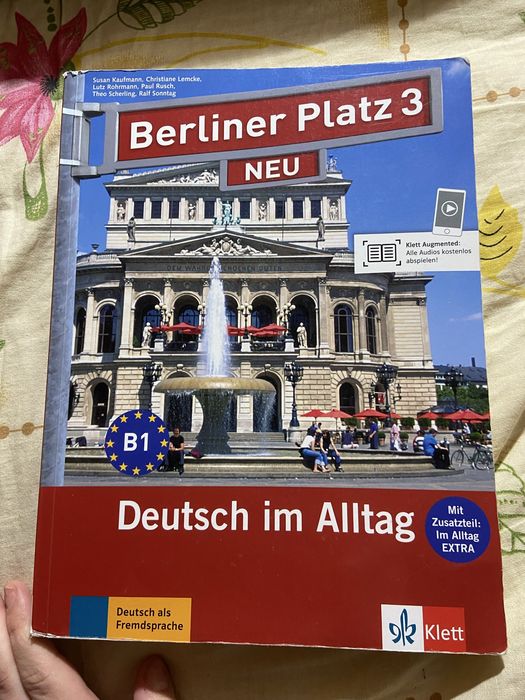 Susan Kaufmann, Christiane Lemcke,
Lutz Rohrmann, Paul Rusch,
Theo Scherling, Ralf Sonntag
Berliner Platz 3
NEU
Klett Augmented:
Alle Audios kostenlos
abspielen!
DEM WAHREN SCHOENEN GUTEN
B1
Deutsch im Alltag
Mit
Zusatzteil:
Im Alltag
EXTRA
Deutsch als
Fremdsprache
Klett